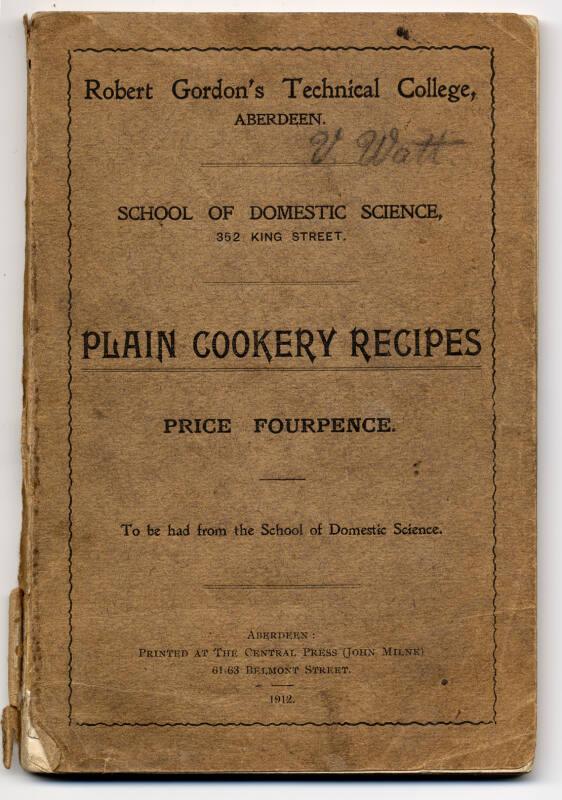 Robert Gordon's Technical College,
ABERDEEN.
V. Watt.
SCHOOL OF DOMESTIC SCIENCE,
352 KING STREET.
PLAIN COOKERY RECIPES
PRICE FOURPENCE.
To be had from the School of Domestic Science.
ABERDEEN:
PRINTED AT THE CENTRAL PRESS (JOHN MILNE)
61-63 BELMONT STREET.
1912.